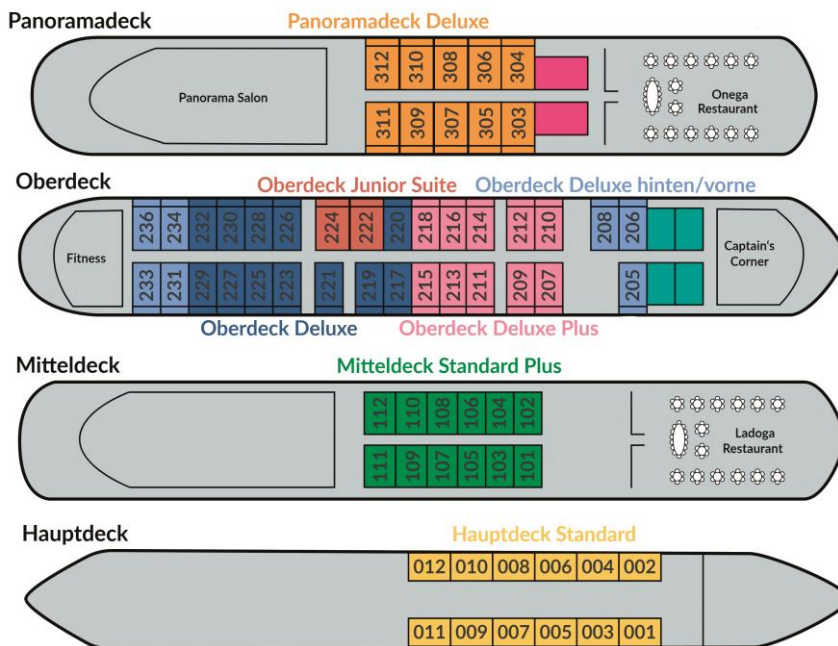 Panoramadeck
Panoramadeck Deluxe
312 310 308 306 304
Panorama Salon
Onega
Restaurant
311 309 307 305 303
Oberdeck
Oberdeck Junior Suite
Oberdeck Deluxe hinten/vorne
236 234 232 230 228 226 224 222 220 218 216 214 212 210 208 206
Fitness
Captain's
Corner
233 231 229 227 225 223 221 219 217 215 213 211 209 207 205
Oberdeck Deluxe
Oberdeck Deluxe Plus
Mitteldeck
Mitteldeck Standard Plus
112 110 108 106 104 102
Ladoga
Restaurant
111 109 107 105 103 101
Hauptdeck
Hauptdeck Standard
012 010 008 006 004 002
011 009 007 005 003 001